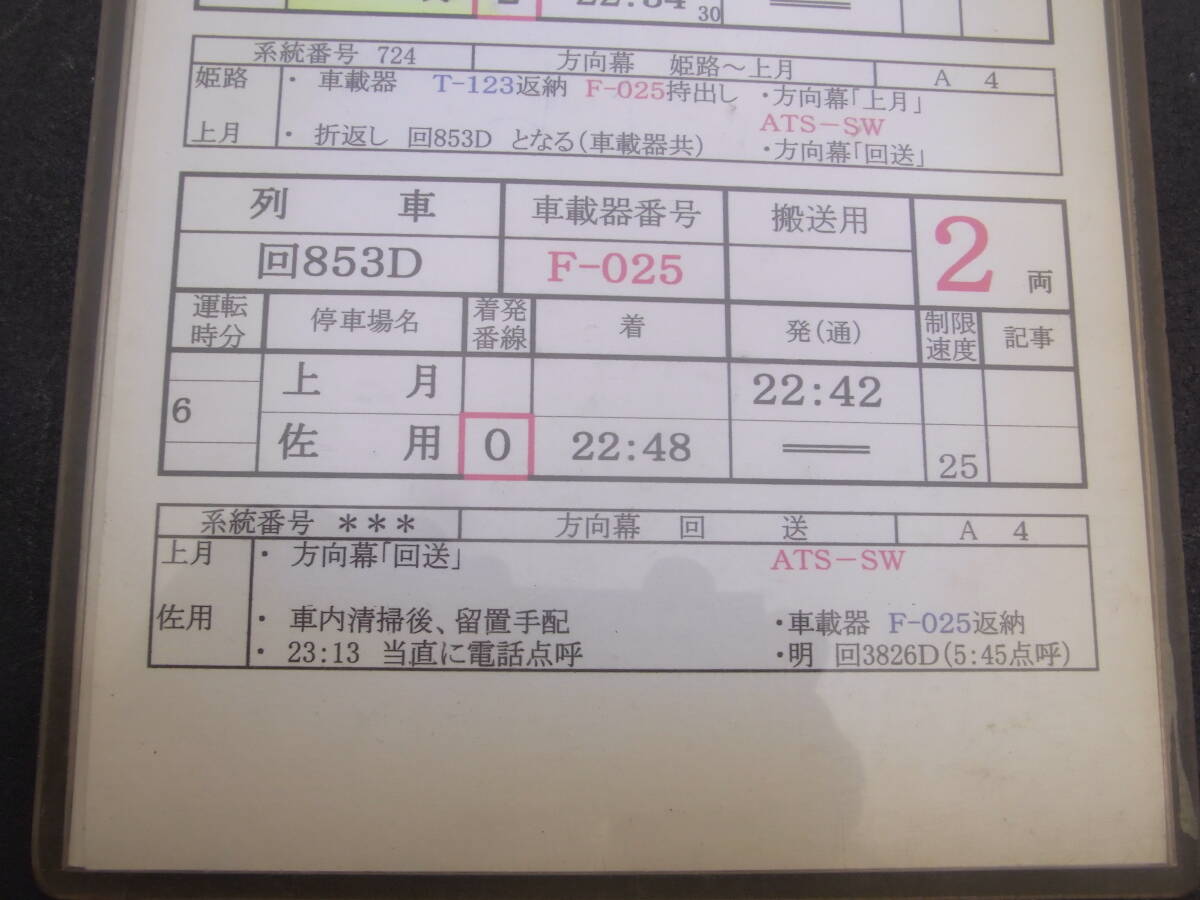 30
系統番号 724 方向幕 姫路～上月 A 4
姫路 ・ 車載器 T-123返納 F-025持出し ・方向幕「上月」
ATS-SW
上月 ・ 折返し 回853D となる(車載器共) ・方向幕「回送」
列 車 車載器番号 搬送用 2 両
回853D F-025
運転時分 停車場名 着発番線 着 発(通) 制限速度 記事
上 月 22:42
6
佐 用 0 22:48 ═ 25
系統番号 *** 方向幕 回 送 A 4
上月 ・ 方向幕「回送」 ATS-SW
佐用 ・ 車内清掃後、留置手配 ・車載器 F-025返納
・ 23:13 当直に電話点呼 ・明 回3826D(5:45点呼)